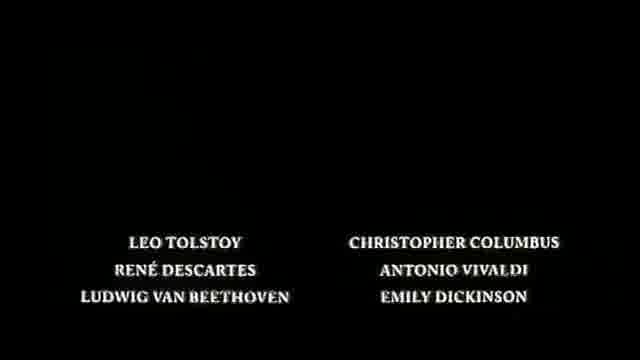 LEO TOLSTOY
RENÉ DESCARTES
LUDWIG VAN BEETHOVEN
CHRISTOPHER COLUMBUS
ANTONIO VIVALDI
EMILY DICKINSON